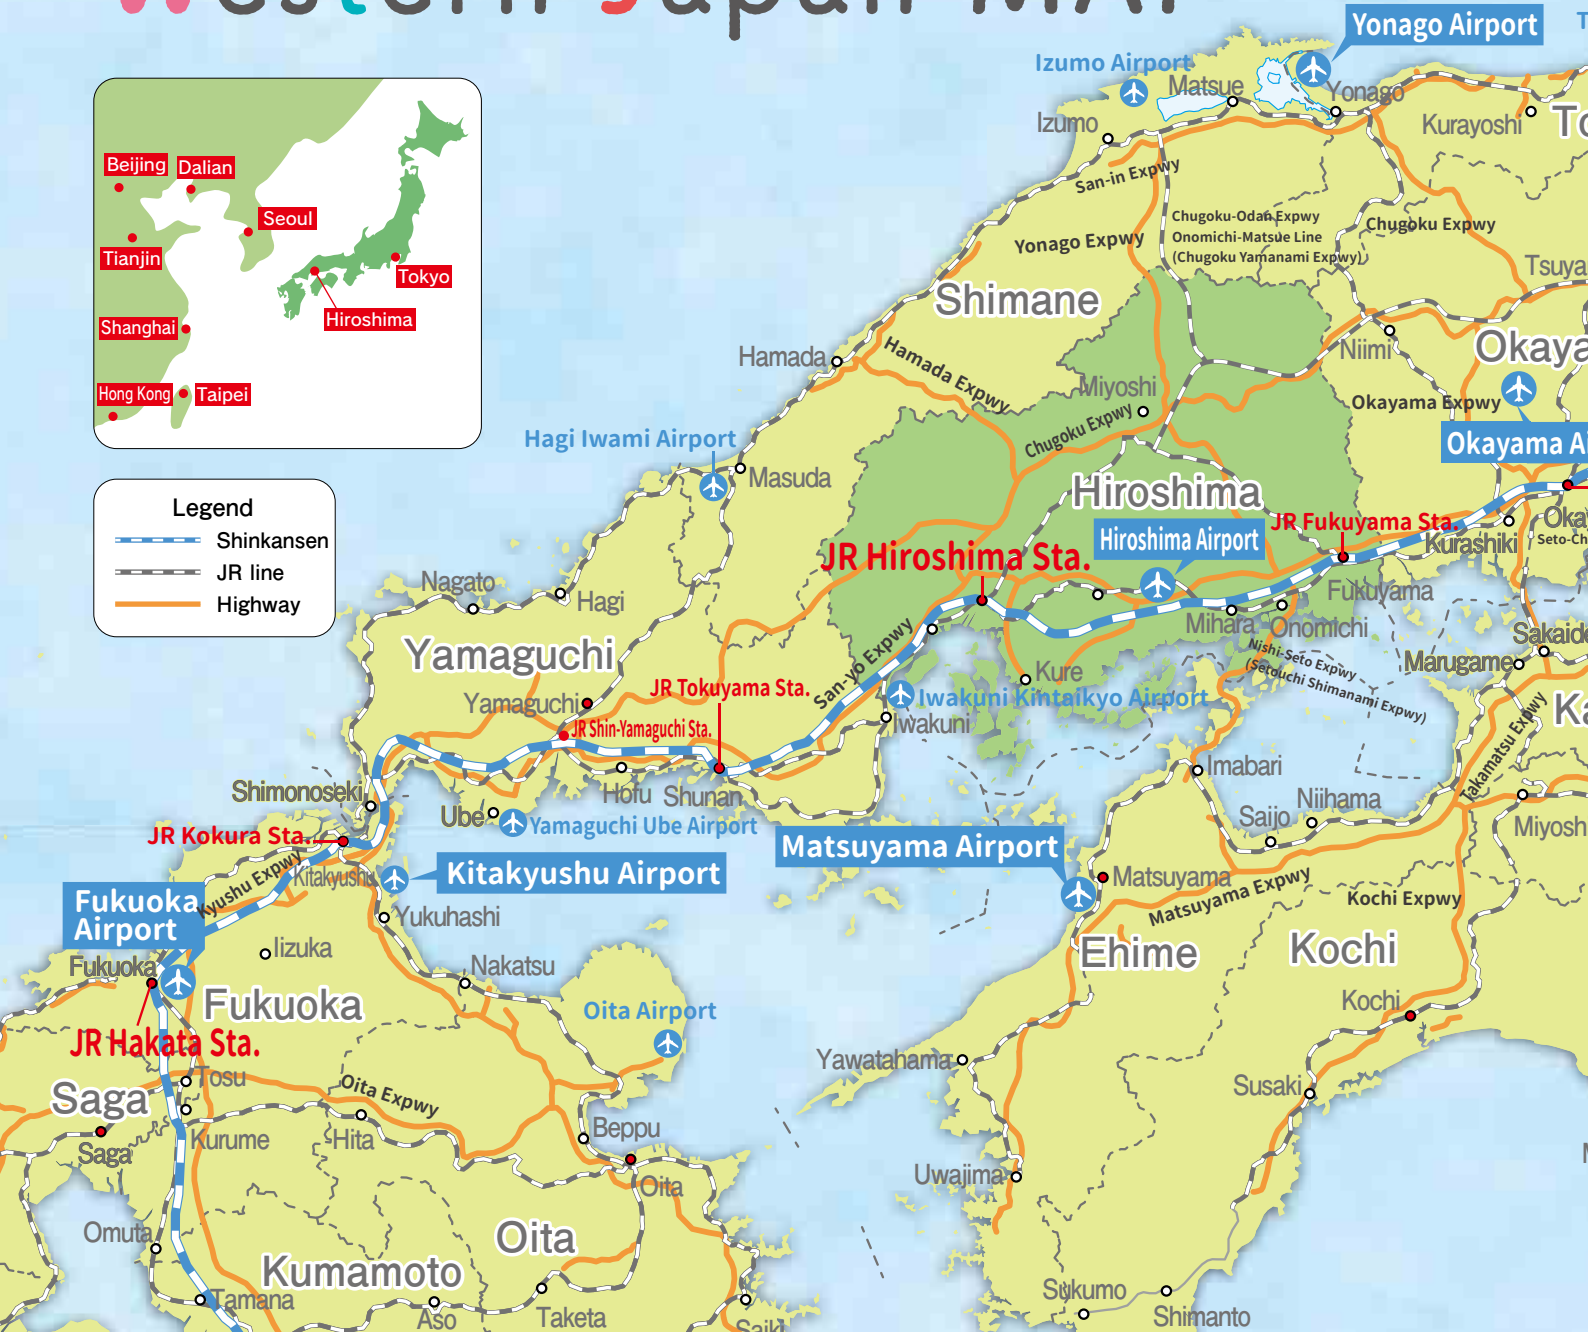 Western Japan MAP
Yonago Airport
Izumo Airport
Matsue
Yonago
Izumo
Kurayoshi
San-in Expwy
Beijing
Dalian
Seoul
Tianjin
Tokyo
Hiroshima
Shanghai
Hong Kong
Taipei
Chugoku-Odan Expwy
Onomichi-Matsue Line
(Chugoku Yamanami Expwy)
Chugoku Expwy
Yonago Expwy
Shimane
Hamada
Hamada Expwy
Niimi
Miyoshi
Chugoku Expwy
Okayama Expwy
Hagi Iwami Airport
Masuda
Hiroshima
JR Fukuyama Sta.
Hiroshima Airport
JR Hiroshima Sta.
Kurashiki
Fukuyama
Mihara
Onomichi
Legend
Shinkansen
JR line
Highway
Nagato
Hagi
Yamaguchi
San-yo Expwy
Nishi-Seto Expwy
(Setouchi Shimanami Expwy)
Marugame
Kure
JR Tokuyama Sta.
Iwakuni Kintaikyo Airport
Yamaguchi
Iwakuni
JR Shin-Yamaguchi Sta.
Takamatsu Expwy
Imabari
Shimonoseki
Hofu
Shunan
Niihama
Saijo
Ube
Yamaguchi Ube Airport
JR Kokura Sta.
Matsuyama Airport
Kyushu Expwy
Kitakyushu
Kitakyushu Airport
Matsuyama
Matsuyama Expwy
Kochi Expwy
Fukuoka
Airport
Yukuhashi
Iizuka
Ehime
Kochi
Fukuoka
Nakatsu
Fukuoka
Kochi
Oita Airport
JR Hakata Sta.
Yawatahama
Tosu
Susaki
Saga
Oita Expwy
Kurume
Hita
Beppu
Saga
Oita
Uwajima
Omuta
Oita
Kumamoto
Tamana
Aso
Taketa
Sukumo
Shimanto